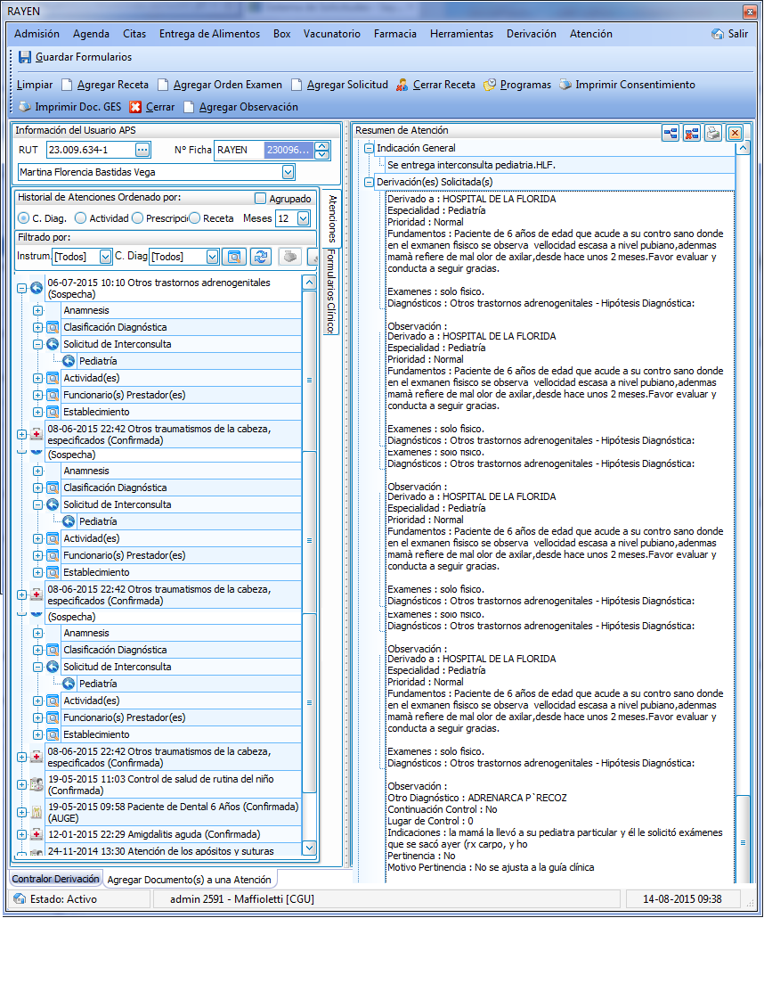 RAYEN
Admisión Agenda Citas Entrega de Alimentos Box Vacunatorio Farmacia Herramientas Derivación Atención Salir
Guardar Formularios
Limpiar Agregar Receta Agregar Orden Examen Agregar Solicitud Cerrar Receta Programas Imprimir Consentimiento
Imprimir Doc. GES Cerrar Agregar Observación
Información del Usuario APS
RUT 23.009.634-1 ... N° Ficha RAYEN 230096...
Martina Florencia Bastidas Vega
Historial de Atenciones Ordenado por: Agrupado
C. Diag. Actividad Prescripci Receta Meses 12
Filtrado por:
Instrum. [Todos] C. Diag [Todos]
Atenciones
Formularios Clínico
06-07-2015 10:10 Otros trastornos adrenogenitales
(Sospecha)
Anamnesis
Clasificación Diagnóstica
Solicitud de Interconsulta
Pediatría
Actividad(es)
Funcionario(s) Prestador(es)
Establecimiento
08-06-2015 22:42 Otros traumatismos de la cabeza,
especificados (Confirmada)
(Sospecha)
Anamnesis
Clasificación Diagnóstica
Solicitud de Interconsulta
Pediatría
Actividad(es)
Funcionario(s) Prestador(es)
Establecimiento
08-06-2015 22:42 Otros traumatismos de la cabeza,
especificados (Confirmada)
(Sospecha)
Anamnesis
Clasificación Diagnóstica
Solicitud de Interconsulta
Pediatría
Actividad(es)
Funcionario(s) Prestador(es)
Establecimiento
08-06-2015 22:42 Otros traumatismos de la cabeza,
especificados (Confirmada)
19-05-2015 11:03 Control de salud de rutina del niño
(Confirmada)
19-05-2015 09:58 Paciente de Dental 6 Años (Confirmada)
(AUGE)
12-01-2015 22:29 Amigdalitis aguda (Confirmada)
24-11-2014 13:30 Atención de los apósitos y suturas
Resumen de Atención
Indicación General
Se entrega interconsulta pediatria.HLF.
Derivación(es) Solicitada(s)
Derivado a : HOSPITAL DE LA FLORIDA
Especialidad : Pediatría
Prioridad : Normal
Fundamentos : Paciente de 6 años de edad que acude a su contro sano donde
en el exmanen fisisco se observa vellocidad escasa a nivel pubiano,adenmas
mamà refiere de mal olor de axilar,desde hace unos 2 meses.Favor evaluar y
conducta a seguir gracias.
Examenes : solo fisico.
Diagnósticos : Otros trastornos adrenogenitales - Hipótesis Diagnóstica:
Observación :
Derivado a : HOSPITAL DE LA FLORIDA
Especialidad : Pediatría
Prioridad : Normal
Fundamentos : Paciente de 6 años de edad que acude a su contro sano donde
en el exmanen fisisco se observa vellocidad escasa a nivel pubiano,adenmas
mamà refiere de mal olor de axilar,desde hace unos 2 meses.Favor evaluar y
conducta a seguir gracias.
Examenes : solo fisico.
Diagnósticos : Otros trastornos adrenogenitales - Hipótesis Diagnóstica:
Examenes : solo fisico.
Diagnósticos : Otros trastornos adrenogenitales - Hipótesis Diagnóstica:
Observación :
Derivado a : HOSPITAL DE LA FLORIDA
Especialidad : Pediatría
Prioridad : Normal
Fundamentos : Paciente de 6 años de edad que acude a su contro sano donde
en el exmanen fisisco se observa vellocidad escasa a nivel pubiano,adenmas
mamà refiere de mal olor de axilar,desde hace unos 2 meses.Favor evaluar y
conducta a seguir gracias.
Examenes : solo fisico.
Diagnósticos : Otros trastornos adrenogenitales - Hipótesis Diagnóstica:
Examenes : solo fisico.
Diagnósticos : Otros trastornos adrenogenitales - Hipótesis Diagnóstica:
Observación :
Derivado a : HOSPITAL DE LA FLORIDA
Especialidad : Pediatría
Prioridad : Normal
Fundamentos : Paciente de 6 años de edad que acude a su contro sano donde
en el exmanen fisisco se observa vellocidad escasa a nivel pubiano,adenmas
mamà refiere de mal olor de axilar,desde hace unos 2 meses.Favor evaluar y
conducta a seguir gracias.
Examenes : solo fisico.
Diagnósticos : Otros trastornos adrenogenitales - Hipótesis Diagnóstica:
Observación :
Otro Diagnóstico : ADRENARCA P`RECOZ
Continuación Control : No
Lugar de Control : 0
Indicaciones : la mamá la llevó a su pediatra particular y él le solicitó exámenes
que se sacó ayer (rx carpo, y ho
Pertinencia : No
Motivo Pertinencia : No se ajusta a la guía clínica
Contralor Derivación Agregar Documento(s) a una Atención
Estado: Activo admin 2591 - Maffioletti [CGU] 14-08-2015 09:38